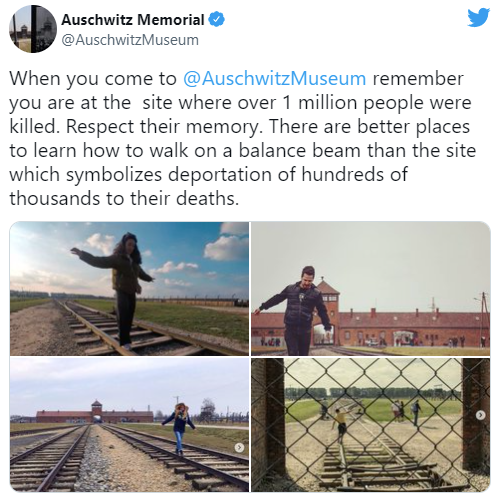 Auschwitz Memorial
@AuschwitzMuseum
When you come to @AuschwitzMuseum remember
you are at the  site where over 1 million people were
killed. Respect their memory. There are better places
to learn how to walk on a balance beam than the site
which symbolizes deportation of hundreds of
thousands to their deaths.